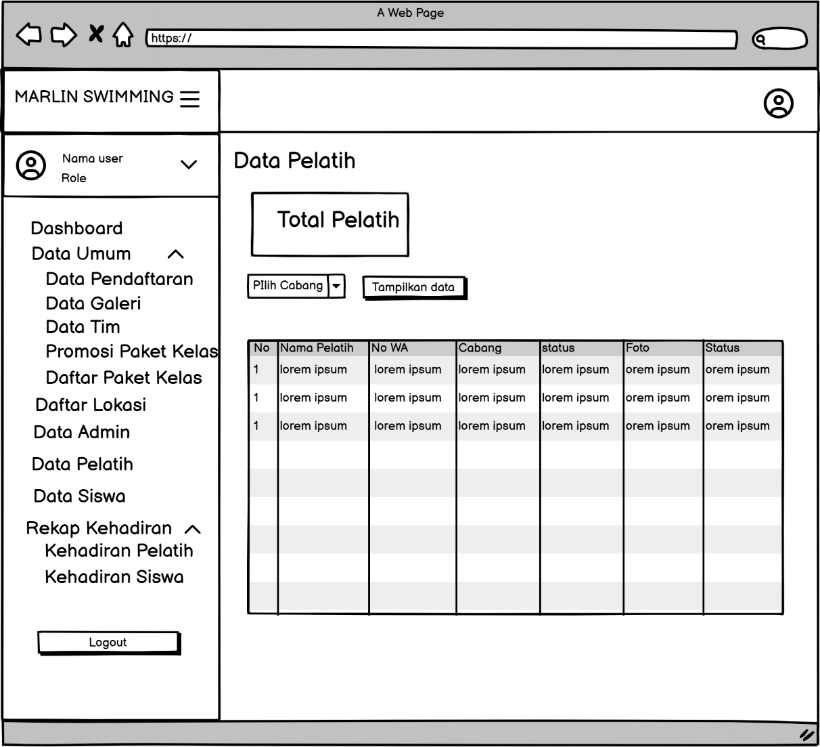 A Web Page
https://
MARLIN SWIMMING
Nama user
Role
Dashboard
Data Umum
Data Pendaftaran
Data Galeri
Data Tim
Promosi Paket Kelas
Daftar Paket Kelas
Daftar Lokasi
Data Admin
Data Pelatih
Data Siswa
Rekap Kehadiran
Kehadiran Pelatih
Kehadiran Siswa
Logout
Data Pelatih
Total Pelatih
PIlih Cabang
Tampilkan data
No Nama Pelatih No WA Cabang status Foto Status
1 lorem ipsum lorem ipsum lorem ipsum lorem ipsum orem ipsum orem ipsum
1 lorem ipsum lorem ipsum lorem ipsum lorem ipsum orem ipsum orem ipsum
1 lorem ipsum lorem ipsum lorem ipsum lorem ipsum orem ipsum orem ipsum